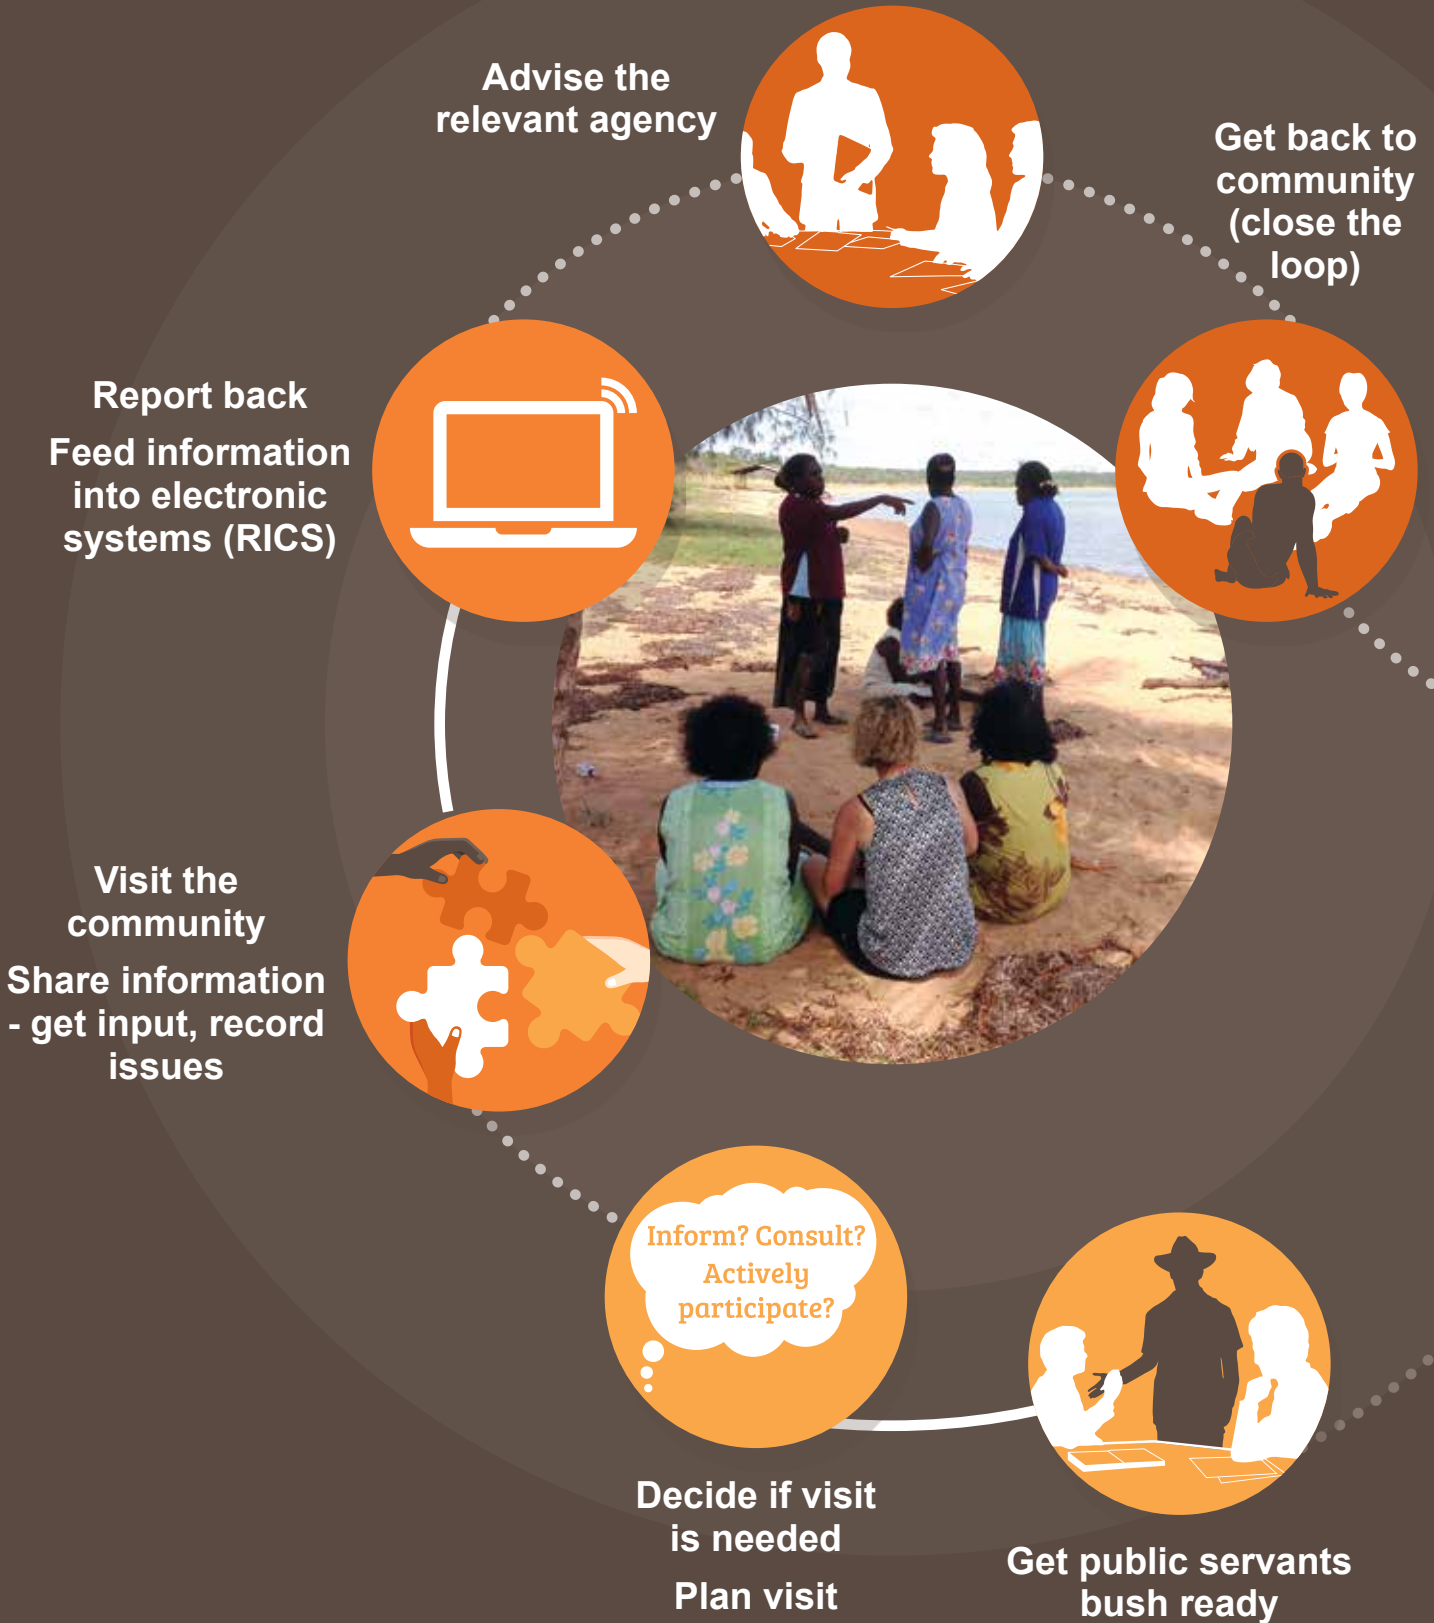 Advise the
relevant agency
Get back to
community
(close the
loop)
Report back
Feed information
into electronic
systems (RICS)
Visit the
community
Share information
- get input, record
issues
Inform? Consult?
Actively
participate?
Decide if visit
is needed
Plan visit
Get public servants
bush ready